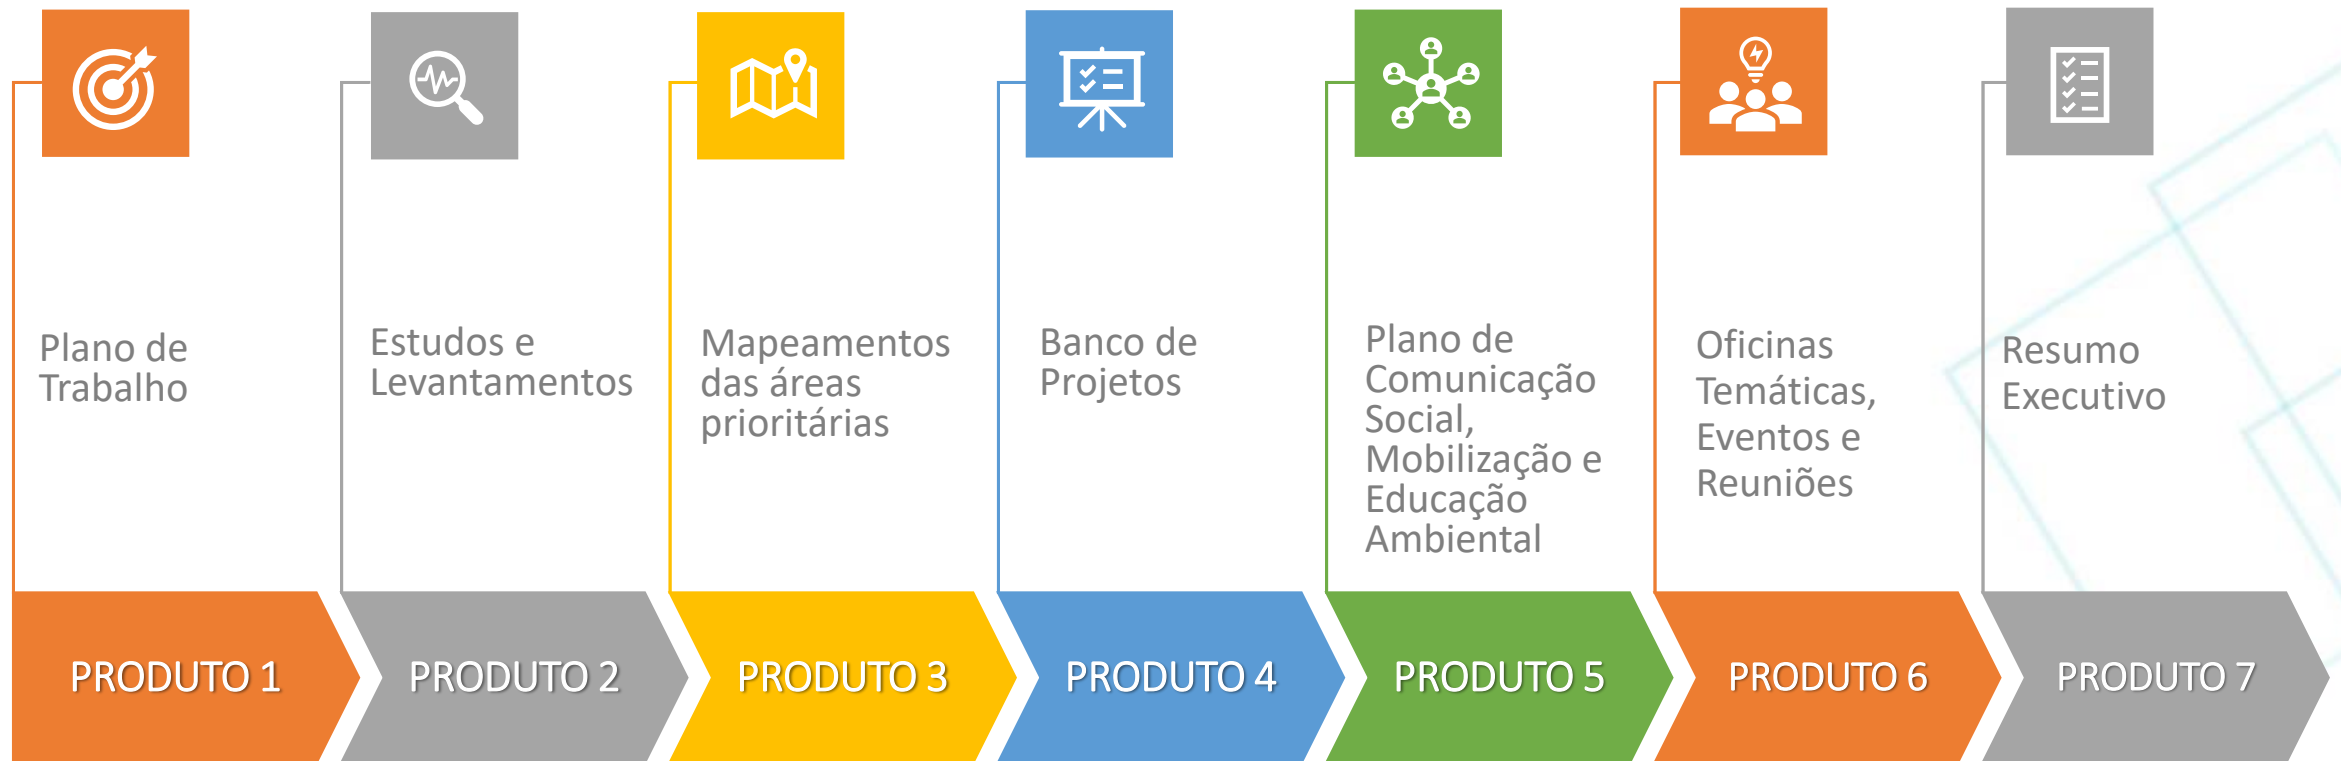 Plano de
Trabalho
Estudos e
Levantamentos
Mapeamentos
das áreas
prioritárias
Banco de
Projetos
Plano de
Comunicação
Social,
Mobilização e
Educação
Ambiental
Oficinas
Temáticas,
Eventos e
Reuniões
Resumo
Executivo
PRODUTO 1
PRODUTO 2
PRODUTO 3
PRODUTO 4
PRODUTO 5
PRODUTO 6
PRODUTO 7